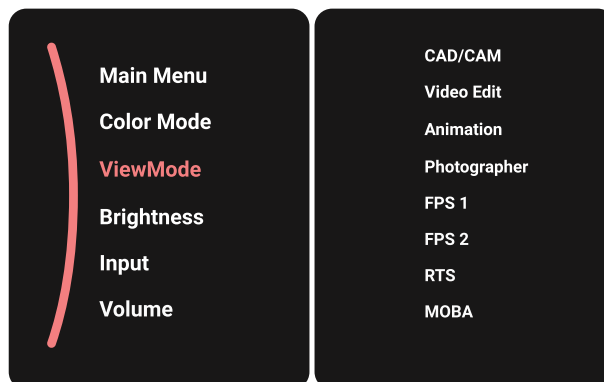 Main Menu
Color Mode
ViewMode
Brightness
Input
Volume
CAD/CAM
Video Edit
Animation
Photographer
FPS 1
FPS 2
RTS
MOBA